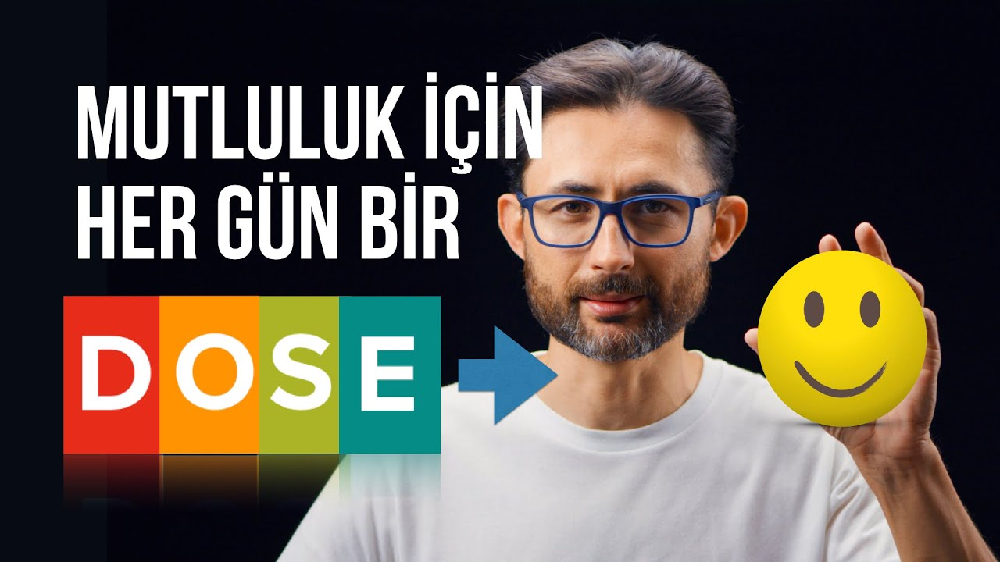 MUTLULUK İÇİN
HER GÜN BİR
DOSE